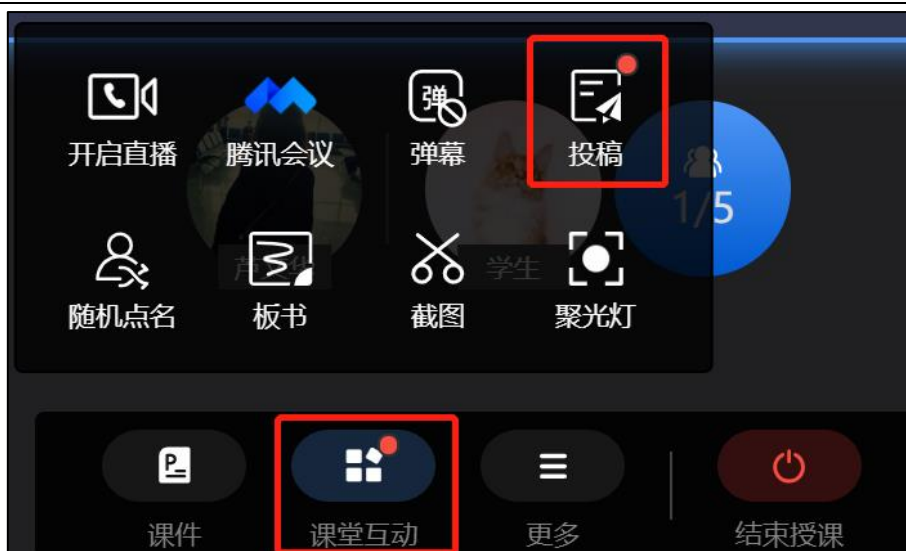 开启直播 腾讯会议 弹幕 投稿
1/5
学生
随机点名 板书 截图 聚光灯
课件 课堂互动 更多 结束授课